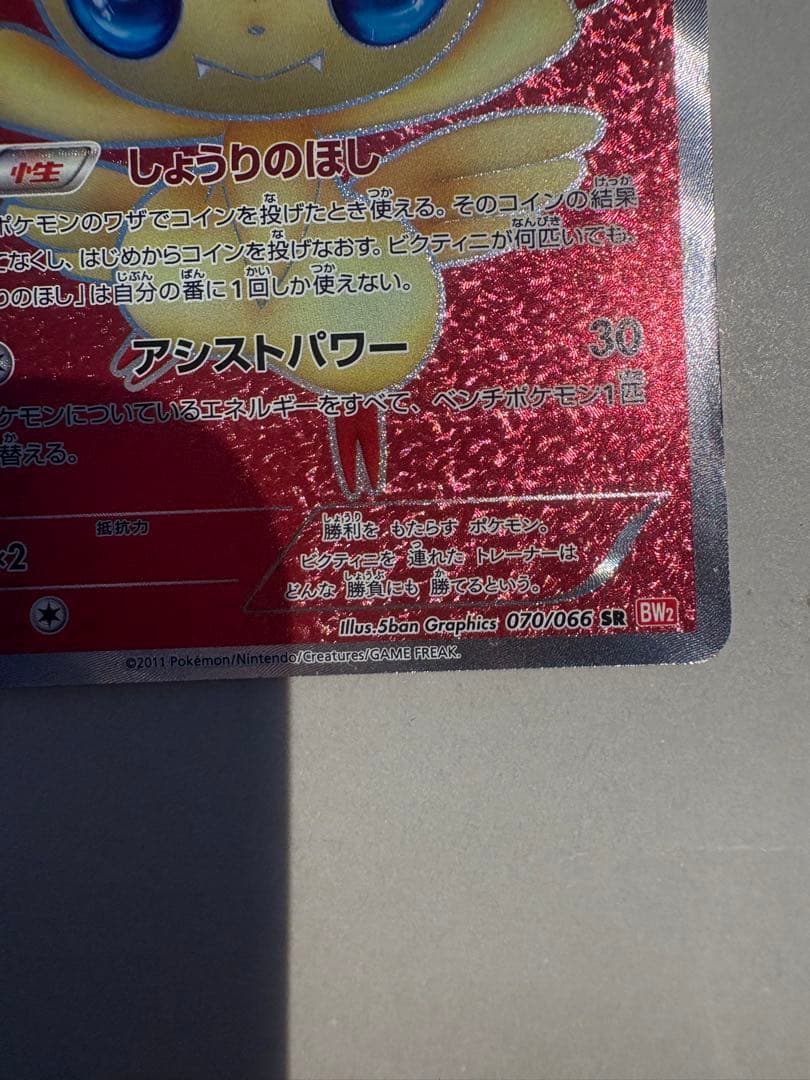 性 しょうりのほし
ポケモンのワザでコインを投げたとき使える。そのコインの結果
なくし、はじめからコインを投げなおす。ビクティニが何匹いても、
りのほし」は自分の番に1回しか使えない。
アシストパワー 30
ケモンについているエネルギーをすべて、ベンチポケモン1匹
替える。
抵抗力
×2
勝利を もたらす ポケモン。
ビクティニを 連れた トレーナーは
どんな 勝負にも 勝てるという。
Illus.5ban Graphics 070/066 SR BW2
©2011 Pokémon/Nintendo/Creatures/GAME FREAK.